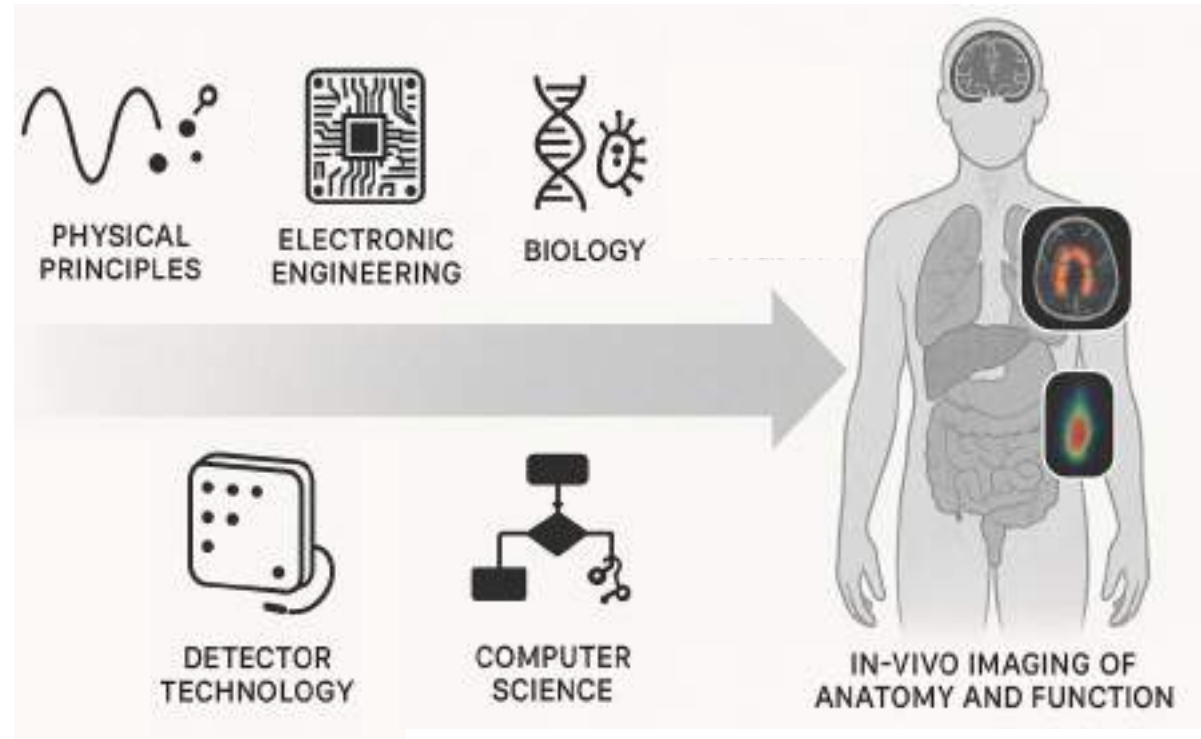 PHYSICAL
PRINCIPLES
ELECTRONIC
ENGINEERING
BIOLOGY
DETECTOR
TECHNOLOGY
COMPUTER
SCIENCE
IN-VIVO IMAGING OF
ANATOMY AND FUNCTION